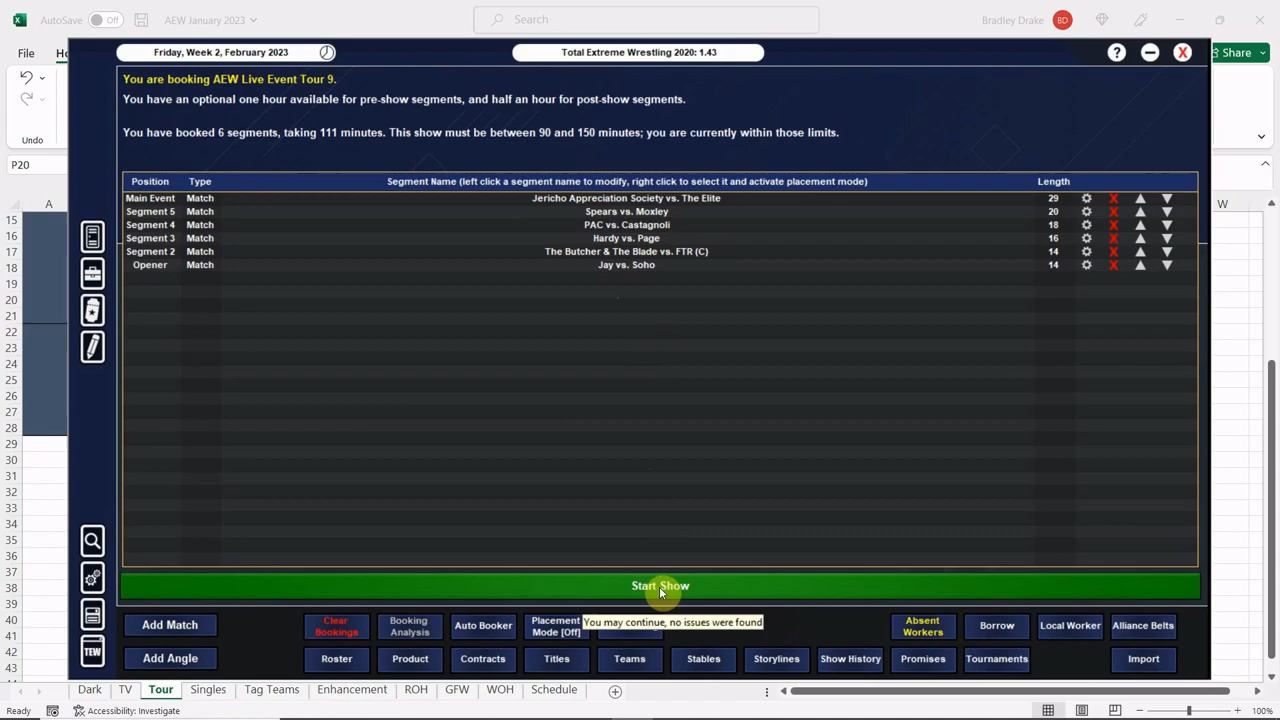 AutoSave Off AEW January 2023 Search Bradley Drake BD
File Ho Share
Friday, Week 2, February 2023 Total Extreme Wrestling 2020: 1.43 ? X
You are booking AEW Live Event Tour 9.
You have an optional one hour available for pre-show segments, and half an hour for post-show segments.
You have booked 6 segments, taking 111 minutes. This show must be between 90 and 150 minutes; you are currently within those limits.
Undo
P20
Position Type Segment Name (left click a segment name to modify, right click to select it and activate placement mode) Length
Main Event Match Jericho Appreciation Society vs. The Elite 29 X
Segment 5 Match Spears vs. Moxley 20 X
Segment 4 Match PAC vs. Castagnoli 18 X
Segment 3 Match Hardy vs. Page 16 X
Segment 2 Match The Butcher & The Blade vs. FTR (C) 14 X
Opener Match Jay vs. Soho 14 X
A W
15
16
17
18
19
20
21
22
23
24
25
26
27
28
29
30
31
32
33
34
35
36
37
38
39
40
41
42
43
Start Show
You may continue, no issues were found
Add Match Clear Bookings Booking Analysis Auto Booker Placement Mode [Off] Absent Workers Borrow Local Worker Alliance Belts
TEW
Add Angle Roster Product Contracts Titles Teams Stables Storylines Show History Promises Tournaments Import
Dark TV Tour Singles Tag Teams Enhancement ROH GFW WOH Schedule
Ready Accessibility: Investigate 100%